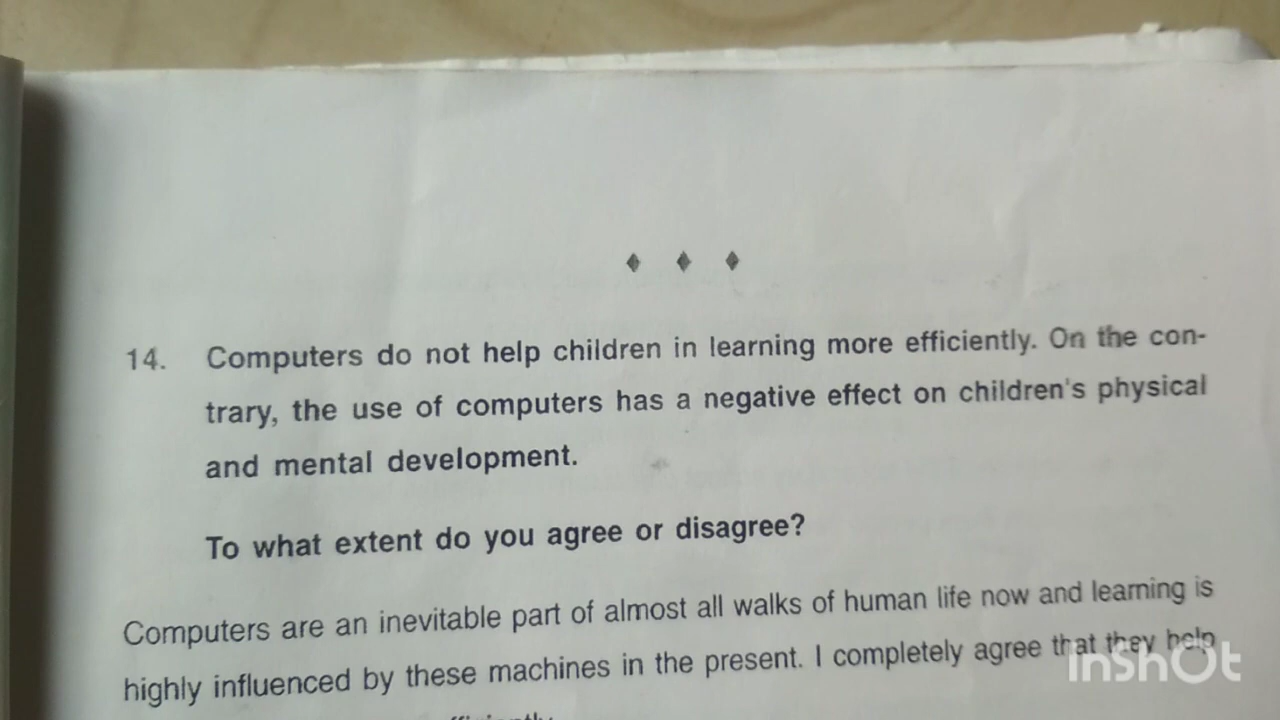 14. Computers do not help children in learning more efficiently. On the con-
trary, the use of computers has a negative effect on children's physical
and mental development.
To what extent do you agree or disagree?
Computers are an inevitable part of almost all walks of human life now and learning is
highly influenced by these machines in the present. I completely agree that they help
InShOt